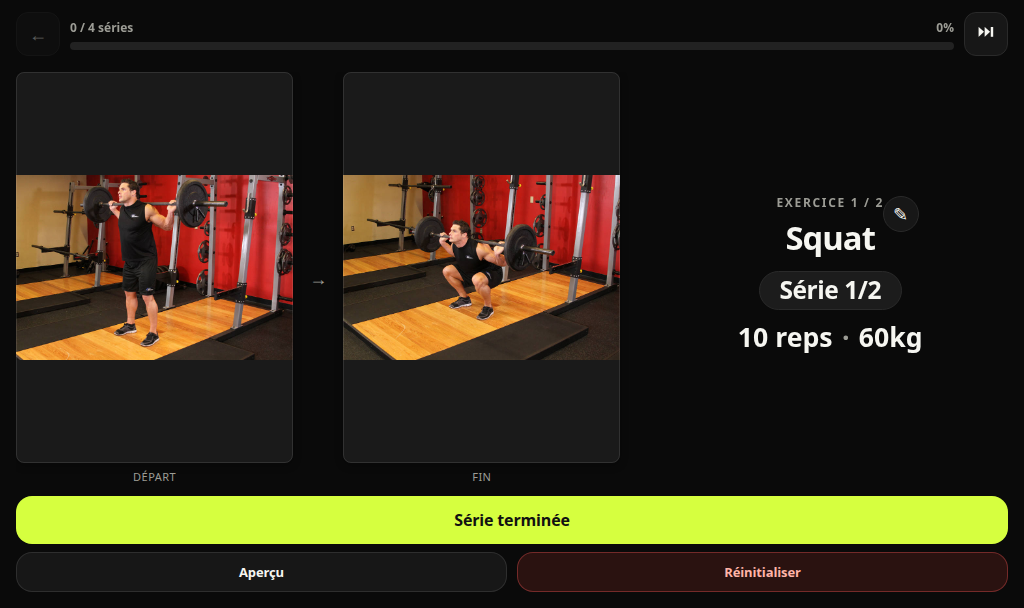 ←
0 / 4 séries
0%
⏭
EXERCICE 1 / 2
✎
Squat
Série 1/2
→
10 reps · 60kg
DÉPART
FIN
Série terminée
Aperçu
Réinitialiser